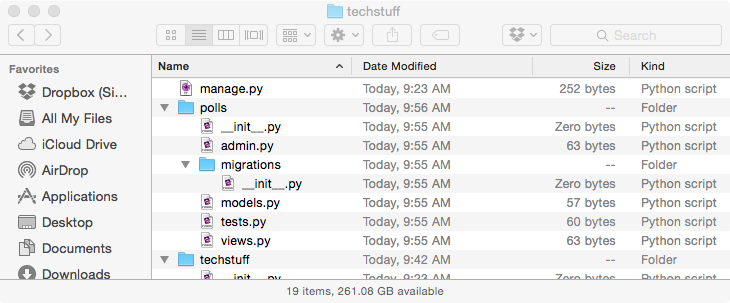 techstuff
Search
Favorites
Dropbox (Si...
All My Files
iCloud Drive
AirDrop
Applications
Desktop
Documents
Downloads
Name Date Modified Size Kind
manage.py Today, 9:23 AM 252 bytes Python script
polls Today, 9:56 AM -- Folder
__init__.py Today, 9:55 AM Zero bytes Python script
admin.py Today, 9:55 AM 63 bytes Python script
migrations Today, 9:55 AM -- Folder
__init__.py Today, 9:55 AM Zero bytes Python script
models.py Today, 9:55 AM 57 bytes Python script
tests.py Today, 9:55 AM 60 bytes Python script
views.py Today, 9:55 AM 63 bytes Python script
techstuff Today, 9:42 AM -- Folder
__init__.py Today, 9:23 AM Zero bytes Python script
19 items, 261.08 GB available